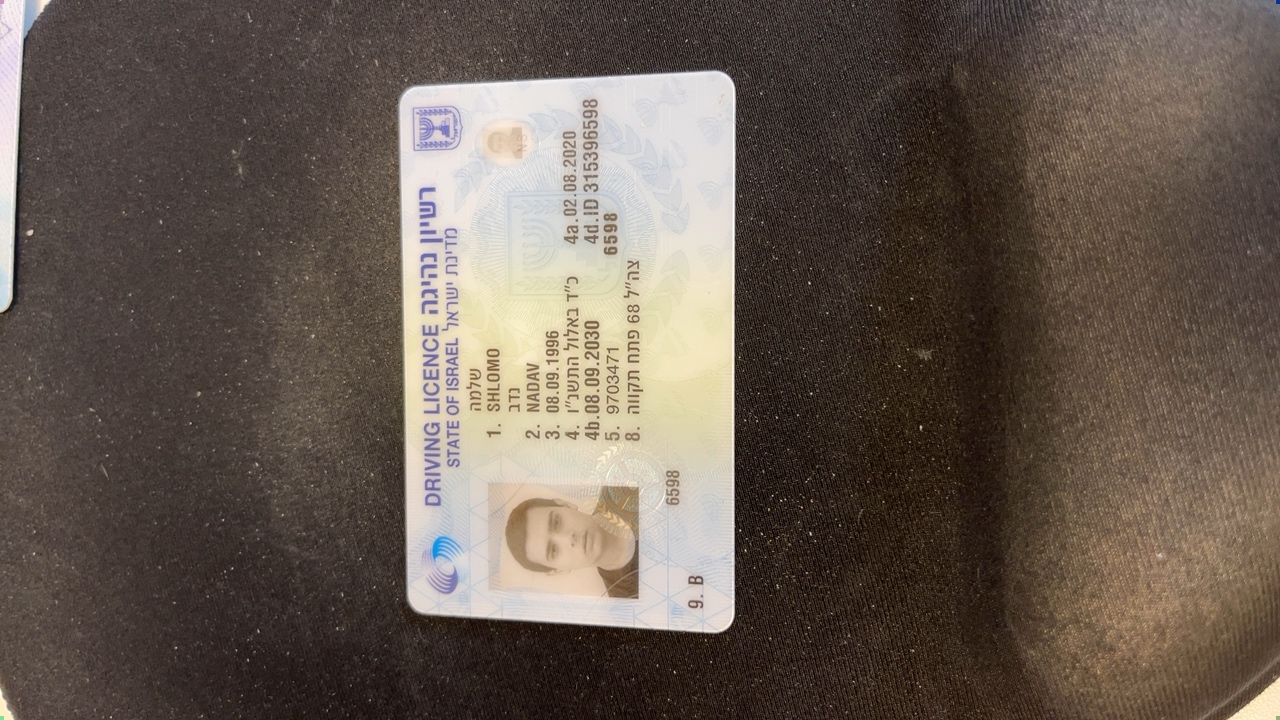 DRIVING LICENCE רשיון נהיגה
STATE OF ISRAEL מדינת ישראל
שלמה
1. SHLOMO
נדב
2. NADAV
3. 08.09.1996
4. כ"ד באלול התשנ"ו 4a.02.08.2020
4b.08.09.2030 4d.ID 315396598
5. 9703471 6598
8. צה"ל 68 פתח תקווה
6598
9. B